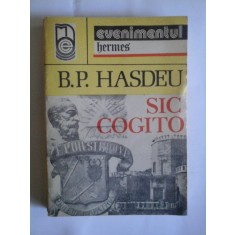 evenimentul
hermes
B.P. HASDEU
SIC
COGITO